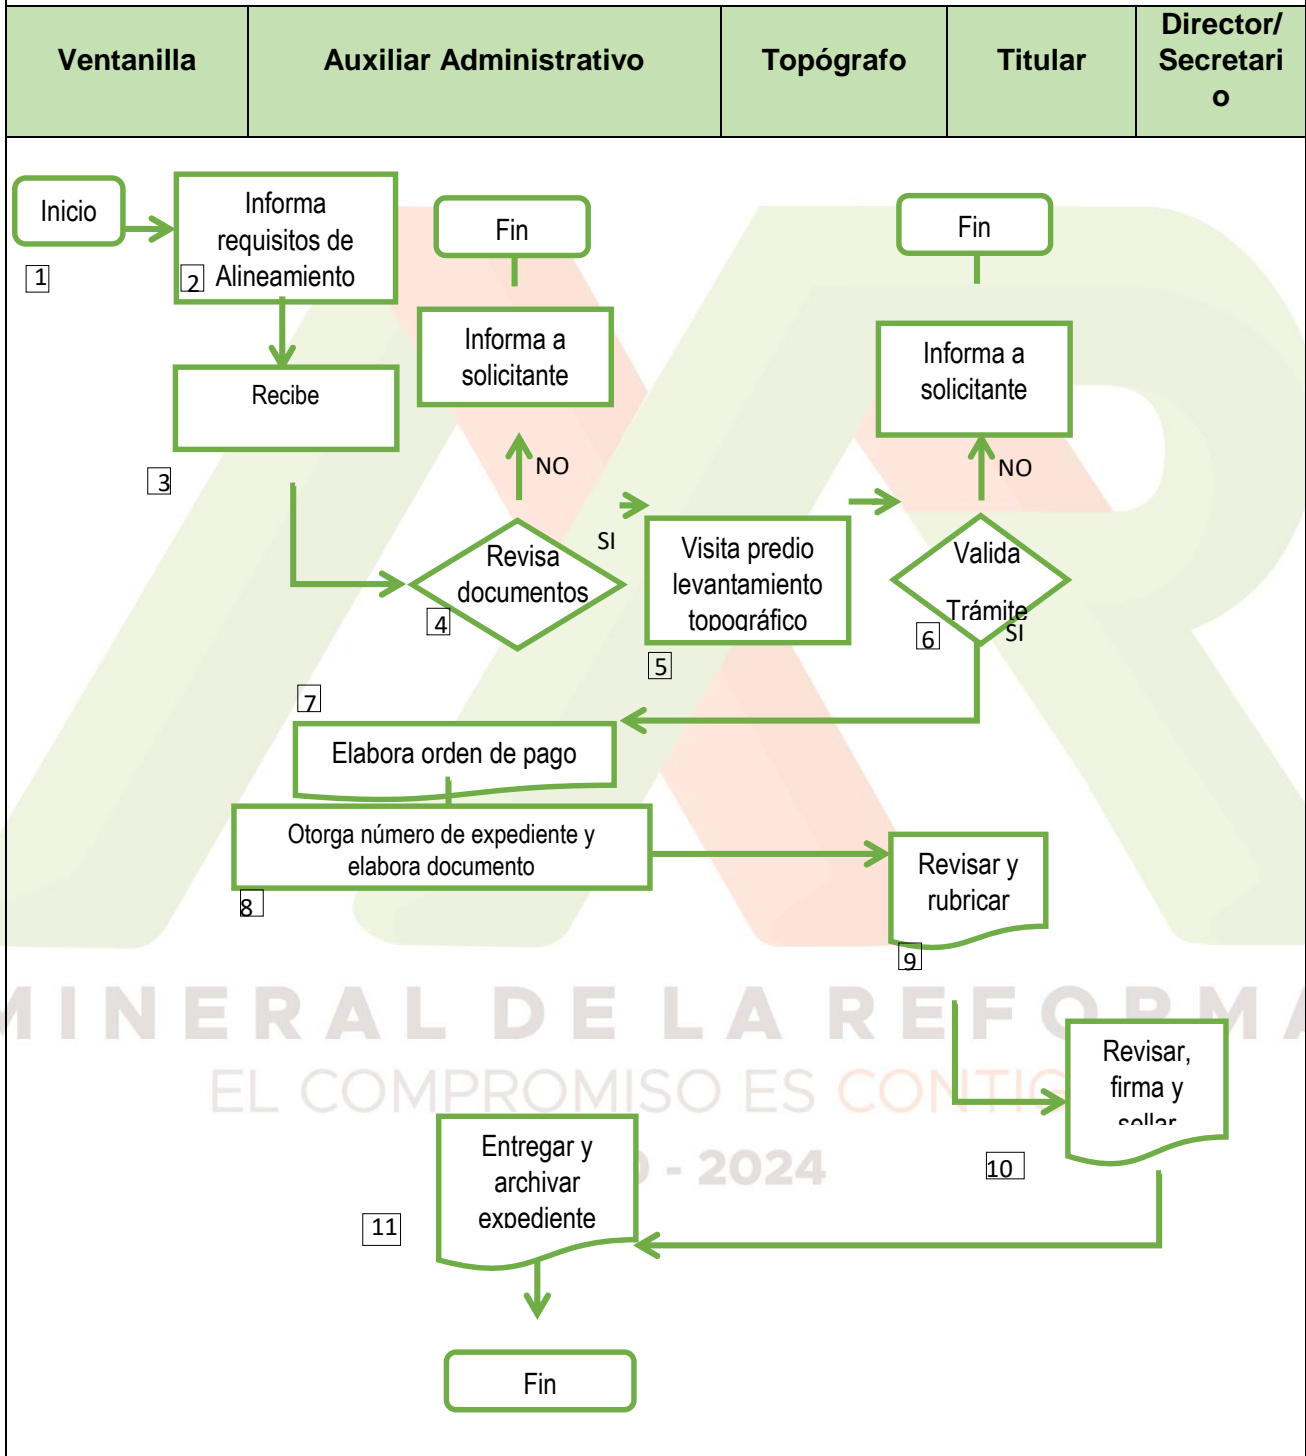 Ventanilla
Auxiliar Administrativo
Topógrafo
Titular
Director/
Secretari
o
Inicio
1
Informa
requisitos de
Alineamiento
2
Recibe
3
Fin
Informa a
solicitante
NO
Revisa
documentos
4
SI
Visita predio
levantamiento
topográfico
5
Fin
Informa a
solicitante
NO
Valida
Trámite
6
SI
7
Elabora orden de pago
Otorga número de expediente y
elabora documento
8
Revisar y
rubricar
9
Revisar,
firma y
sellar
10
Entregar y
archivar
expediente
11
Fin
MINERAL DE LA REFORMA
EL COMPROMISO ES CONTIG
- 2024